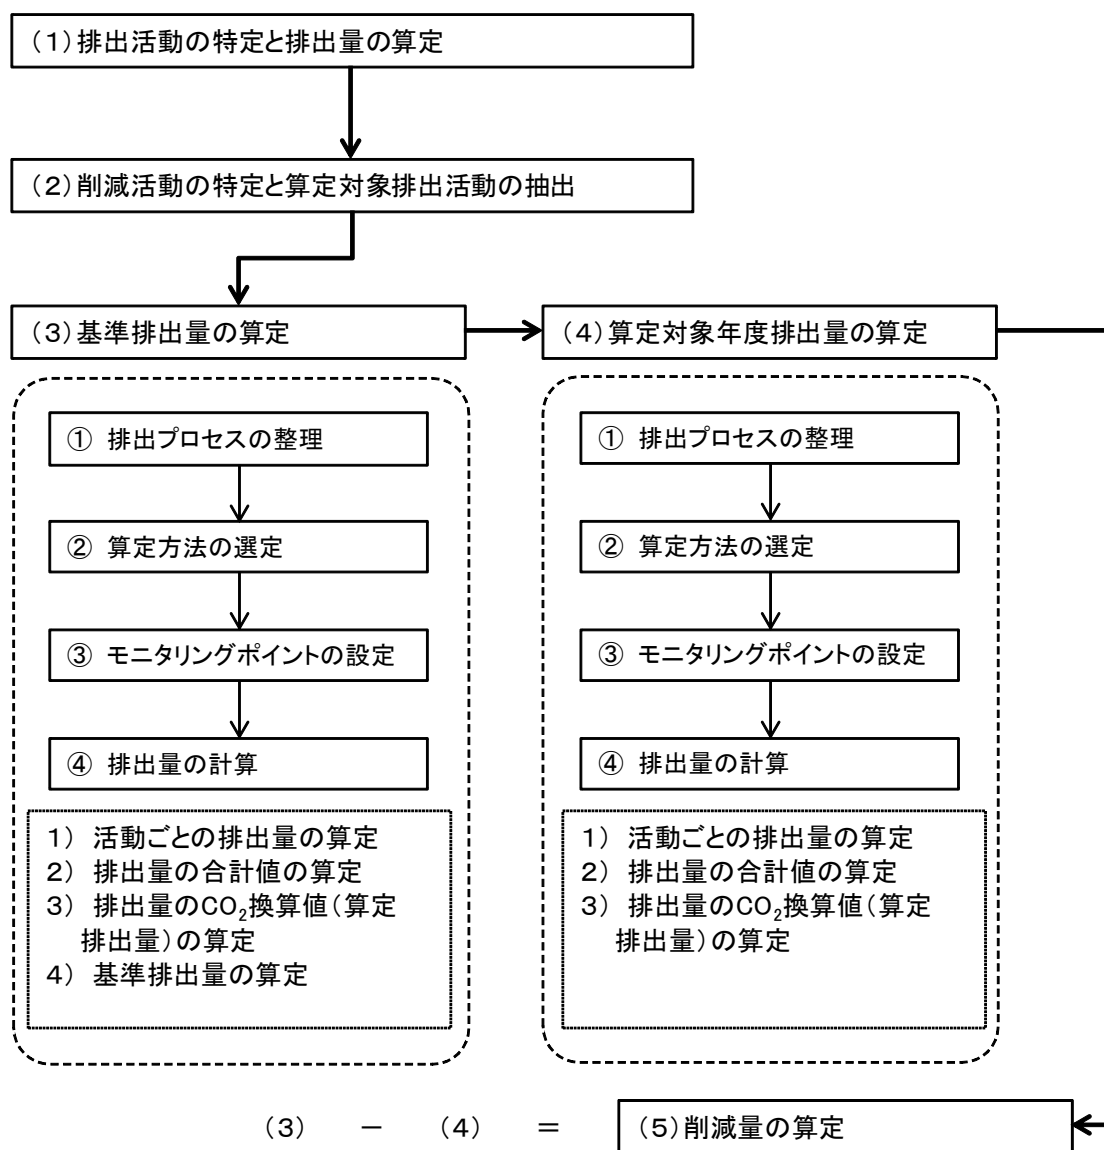 （１）排出活動の特定と排出量の算定
（２）削減活動の特定と算定対象排出活動の抽出
（３）基準排出量の算定
（４）算定対象年度排出量の算定
① 排出プロセスの整理
② 算定方法の選定
③ モニタリングポイントの設定
④ 排出量の計算
１） 活動ごとの排出量の算定
２） 排出量の合計値の算定
３） 排出量のCO₂換算値（算定
排出量）の算定
４） 基準排出量の算定
① 排出プロセスの整理
② 算定方法の選定
③ モニタリングポイントの設定
④ 排出量の計算
１） 活動ごとの排出量の算定
２） 排出量の合計値の算定
３） 排出量のCO₂換算値（算定
排出量）の算定
（３） － （４） ＝ （５）削減量の算定